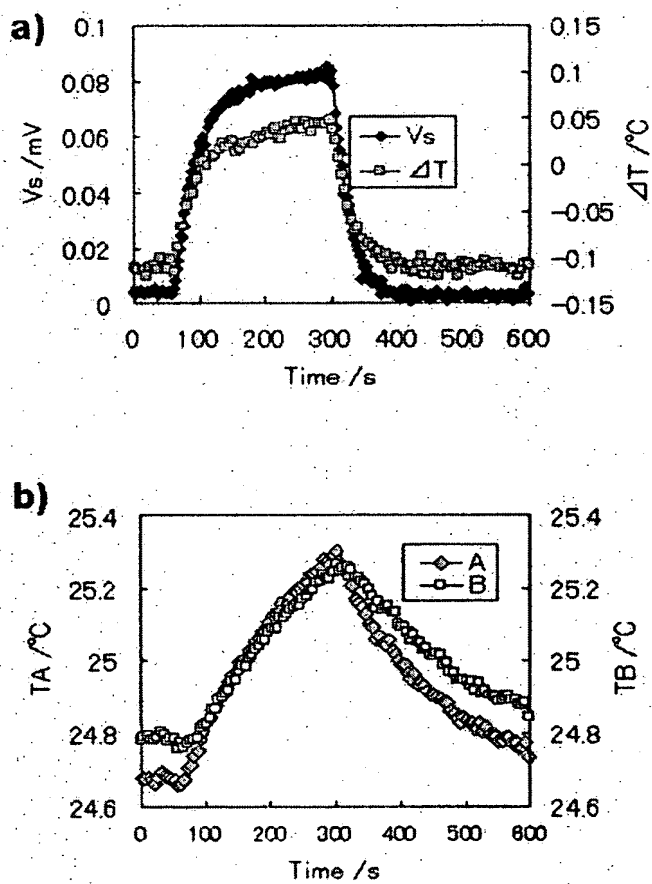 a)
0.1
0.08
0.06
0.04
0.02
0
Vs /mV
0.15
0.1
0.05
0
−0.05
−0.1
−0.15
ΔT /℃
Vs
ΔT
0 100 200 300 400 500 600
Time /s
b)
25.4
25.2
25
24.8
24.6
TA /℃
25.4
25.2
25
24.8
24.6
TB /℃
A
B
0 100 200 300 400 500 600
Time /s